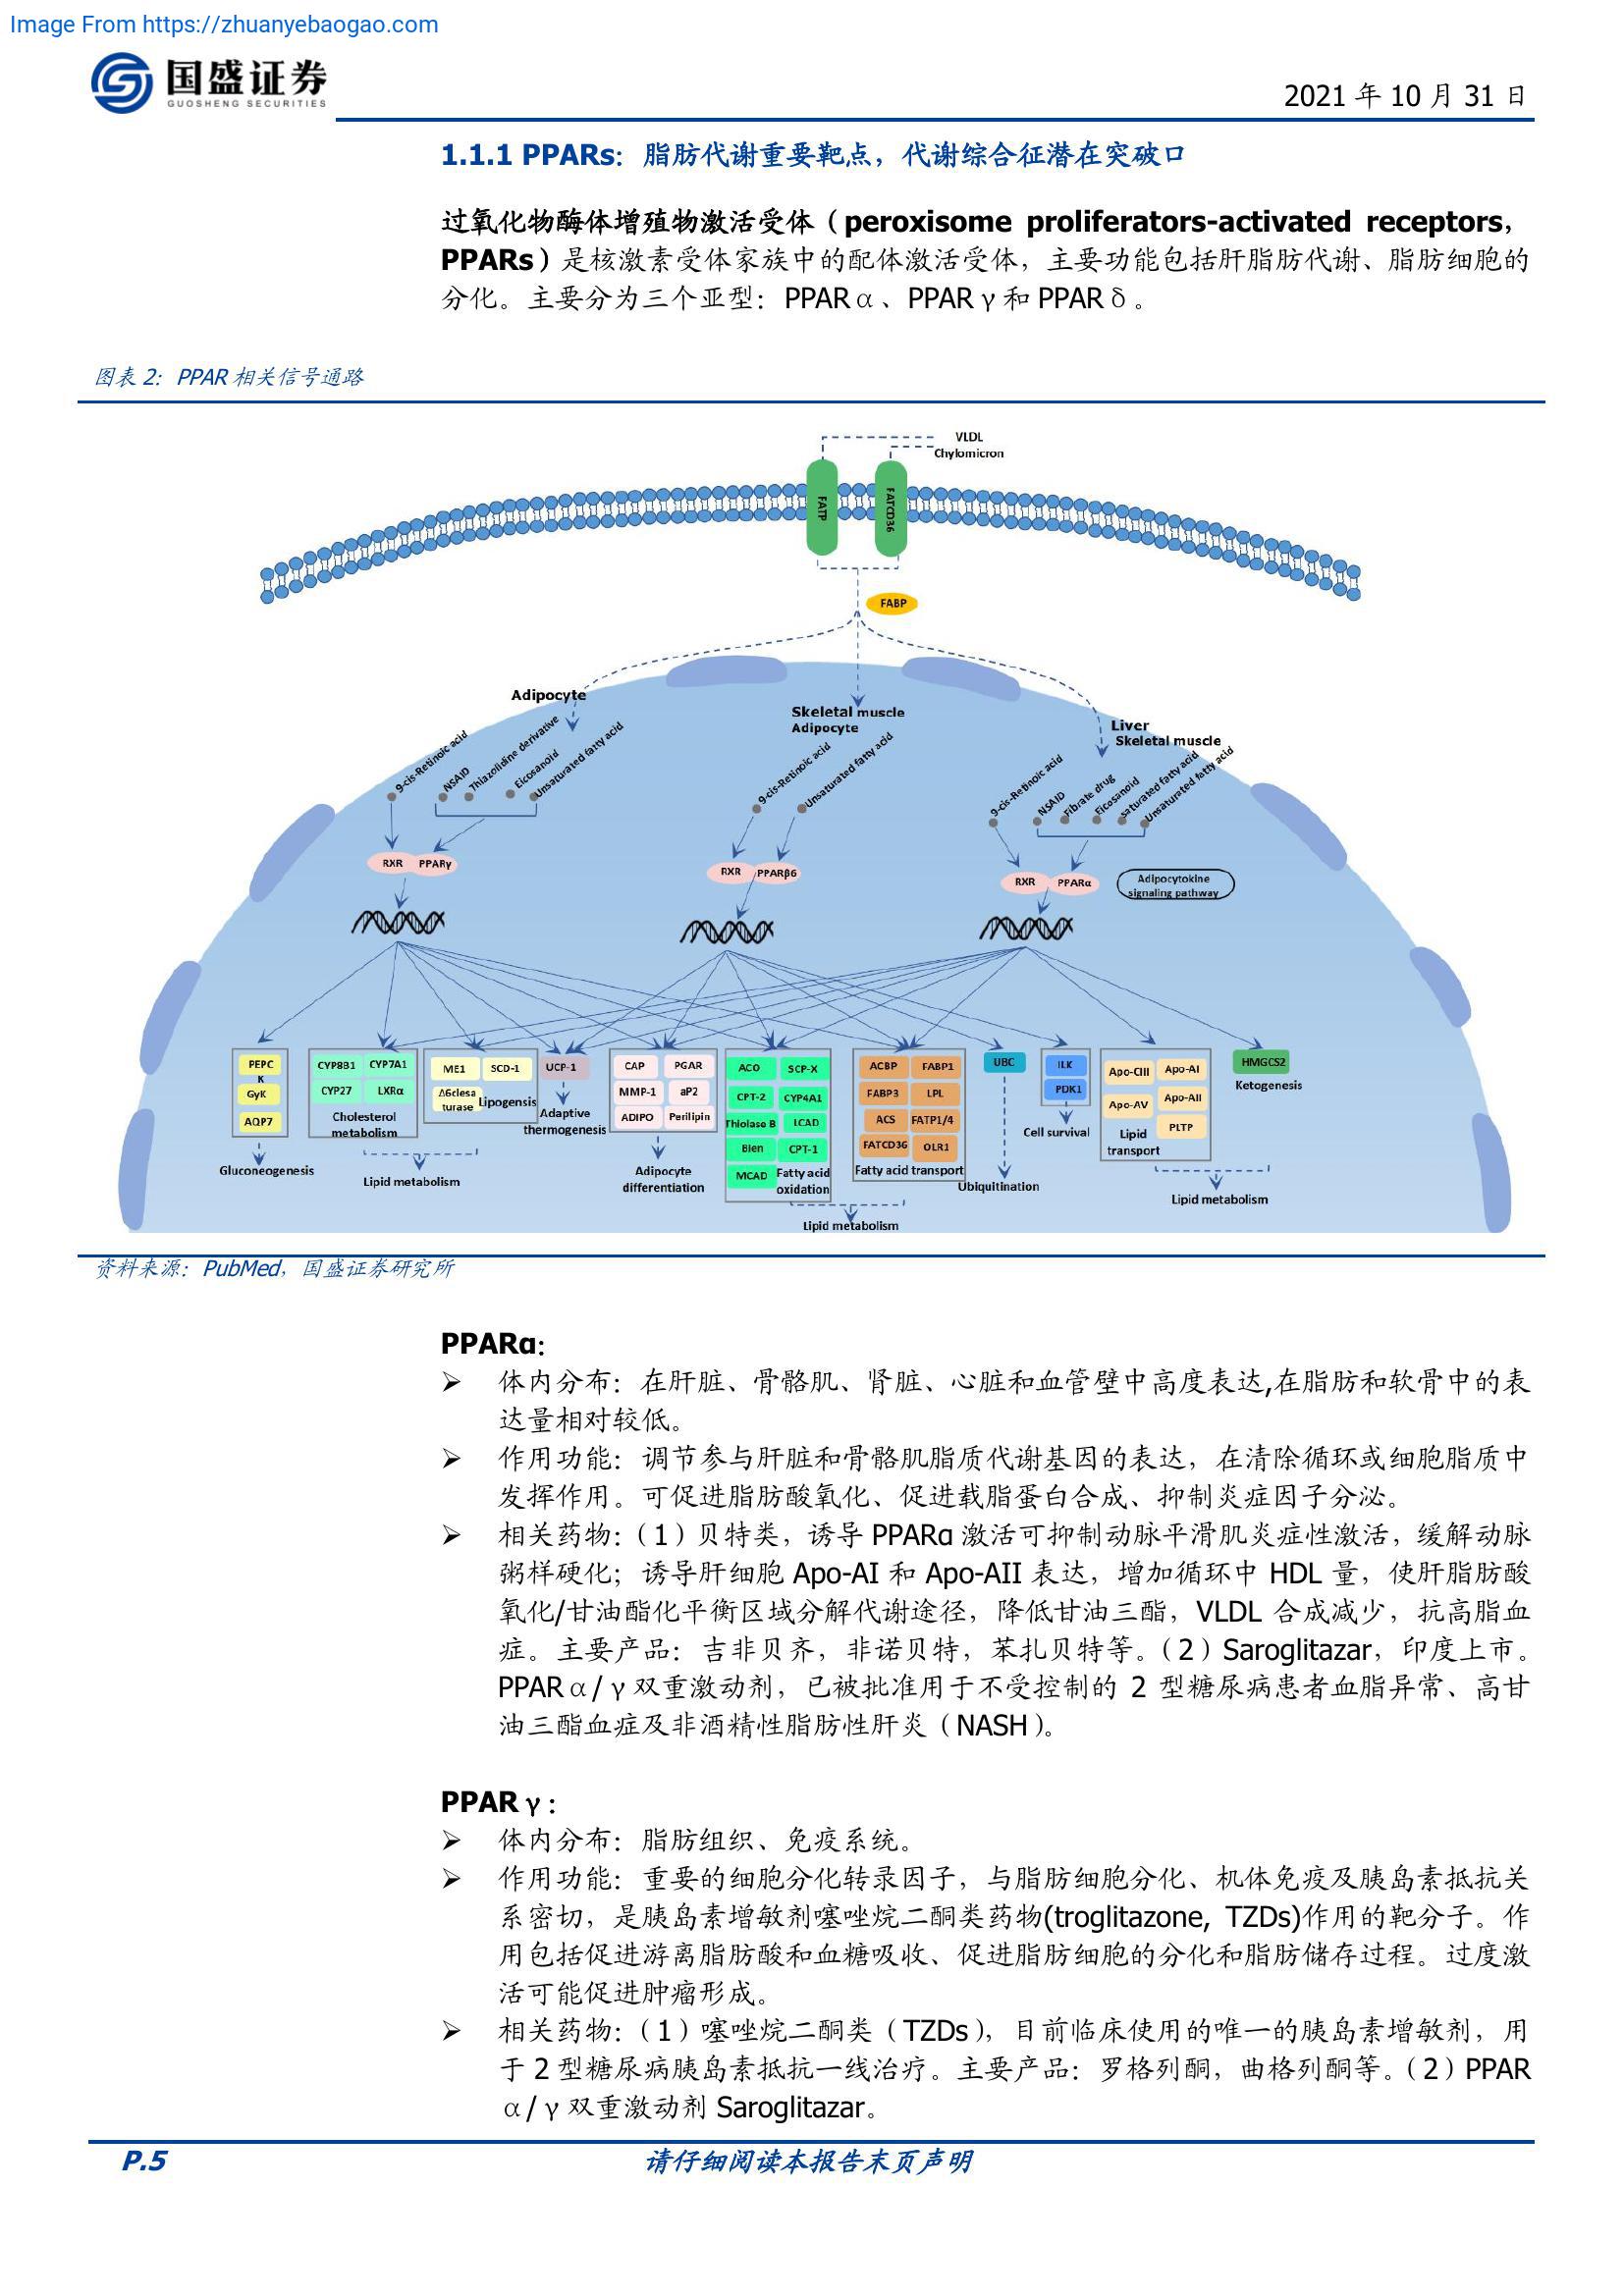 Image From https://zhuanyebaogao.com
国盛证券
GUOSHENG SECURITIES
2021 年 10 月 31 日
1.1.1 PPARs：脂肪代谢重要靶点，代谢综合征潜在突破口
过氧化物酶体增殖物激活受体（peroxisome proliferators-activated receptors，
PPARs）是核激素受体家族中的配体激活受体，主要功能包括肝脂肪代谢、脂肪细胞的
分化。主要分为三个亚型：PPARα、PPARγ和 PPARδ。
图表 2：PPAR 相关信号通路
VLDL
Chylomicron
FATP
FATCD36
FABP
Adipocyte
Skeletal muscle
Adipocyte
Liver
Skeletal muscle
9-cis-Retinoic acid
NSAID
Thiazolidine derivative
Eicosanoid
Unsaturated fatty acid
9-cis-Retinoic acid
Unsaturated fatty acid
9-cis-Retinoic acid
NSAID
Fibrate drug
Eicosanoid
saturated fatty acid
Unsaturated fatty acid
RXR PPARγ
RXR PPARβ6
RXR PPARα
Adipocytokine
signaling pathway
PEPC
K
GyK
AQP7
Gluconeogenesis
CYP8B1 CYP7A1
CYP27 LXRα
Cholesterol
metabolism
ME1 SCD-1
Δ6clesa
turase
Lipogensis
Lipid metabolism
UCP-1
Adaptive
thermogenesis
CAP PGAR
MMP-1 aP2
ADIPO Perilipin
Adipocyte
differentiation
ACO SCP-X
CPT-2 CYP4A1
Thiolase B LCAD
Bien CPT-1
MCAD
Fatty acid
oxidation
ACBP FABP1
FABP3 LPL
ACS FATP1/4
FATCD36 OLR1
Fatty acid transport
Lipid metabolism
UBC
Ubiquitination
ILK
PDK1
Cell survival
Apo-CIII Apo-AI
Apo-AV Apo-AII
PLTP
Lipid
transport
Lipid metabolism
HMGCS2
Ketogenesis
资料来源：PubMed，国盛证券研究所
PPARα：
➢ 体内分布：在肝脏、骨骼肌、肾脏、心脏和血管壁中高度表达,在脂肪和软骨中的表
达量相对较低。
➢ 作用功能：调节参与肝脏和骨骼肌脂质代谢基因的表达，在清除循环或细胞脂质中
发挥作用。可促进脂肪酸氧化、促进载脂蛋白合成、抑制炎症因子分泌。
➢ 相关药物：（1）贝特类，诱导 PPARα 激活可抑制动脉平滑肌炎症性激活，缓解动脉
粥样硬化；诱导肝细胞 Apo-AI 和 Apo-AII 表达，增加循环中 HDL 量，使肝脂肪酸
氧化/甘油酯化平衡区域分解代谢途径，降低甘油三酯，VLDL 合成减少，抗高脂血
症。主要产品：吉非贝齐，非诺贝特，苯扎贝特等。（2）Saroglitazar，印度上市。
PPARα/γ双重激动剂，已被批准用于不受控制的 2 型糖尿病患者血脂异常、高甘
油三酯血症及非酒精性脂肪性肝炎（NASH）。
PPARγ：
➢ 体内分布：脂肪组织、免疫系统。
➢ 作用功能：重要的细胞分化转录因子，与脂肪细胞分化、机体免疫及胰岛素抵抗关
系密切，是胰岛素增敏剂噻唑烷二酮类药物(troglitazone, TZDs)作用的靶分子。作
用包括促进游离脂肪酸和血糖吸收、促进脂肪细胞的分化和脂肪储存过程。过度激
活可能促进肿瘤形成。
➢ 相关药物：（1）噻唑烷二酮类（TZDs），目前临床使用的唯一的胰岛素增敏剂，用
于 2 型糖尿病胰岛素抵抗一线治疗。主要产品：罗格列酮，曲格列酮等。（2）PPAR
α/γ双重激动剂 Saroglitazar。
P.5
请仔细阅读本报告末页声明